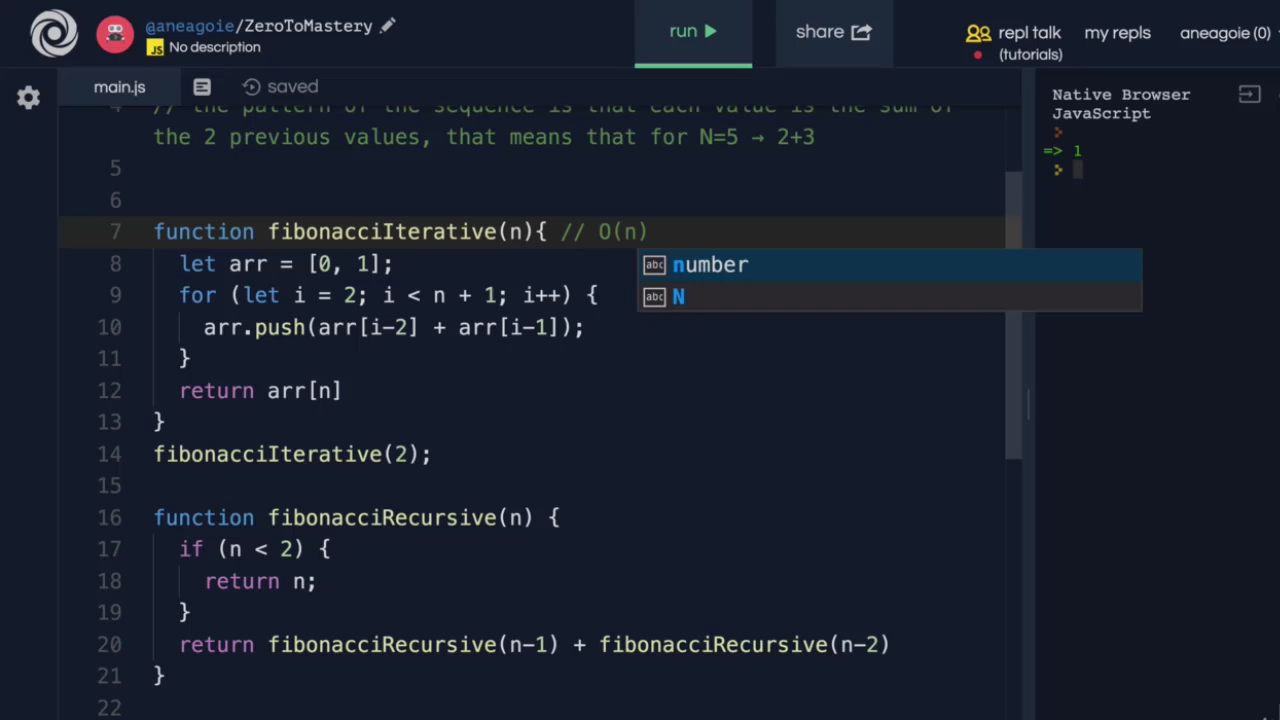 @aneagoie/ZeroToMastery
JS No description
run
share
repl talk
(tutorials)
my repls
aneagoie (0)
main.js
saved
4 // the pattern of the sequence is that each value is the sum of
the 2 previous values, that means that for N=5 → 2+3
5
6
7 function fibonacciIterative(n){ // O(n)
8 let arr = [0, 1];
9 for (let i = 2; i < n + 1; i++) {
10 arr.push(arr[i-2] + arr[i-1]);
11 }
12 return arr[n]
13 }
14 fibonacciIterative(2);
15
16 function fibonacciRecursive(n) {
17 if (n < 2) {
18 return n;
19 }
20 return fibonacciRecursive(n-1) + fibonacciRecursive(n-2)
21 }
22
abc number
abc N
Native Browser
JavaScript
=> 1